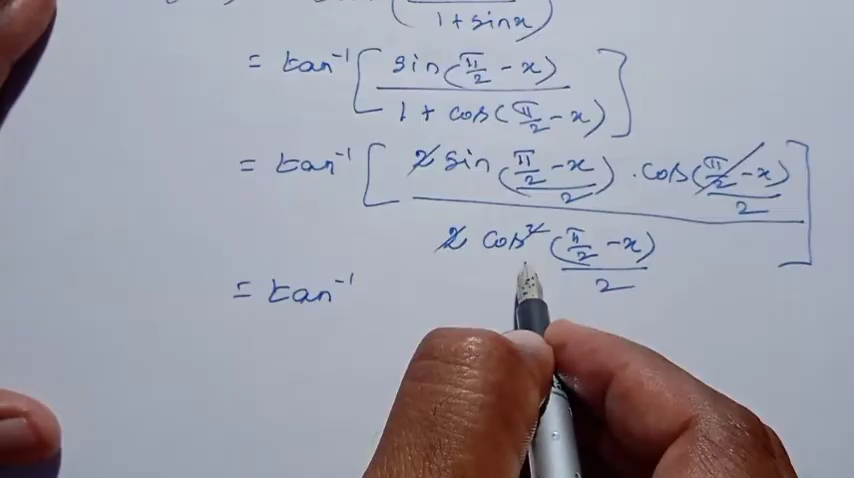 1 + sinx)
= tan⁻¹ [ sin(π/2 - x) / 1 + cos(π/2 - x) ]
= tan⁻¹ [ 2 sin (π/2 - x)/2 . cos (π/2 - x)/2 / 2 cos² (π/2 - x)/2 ]
= tan⁻¹